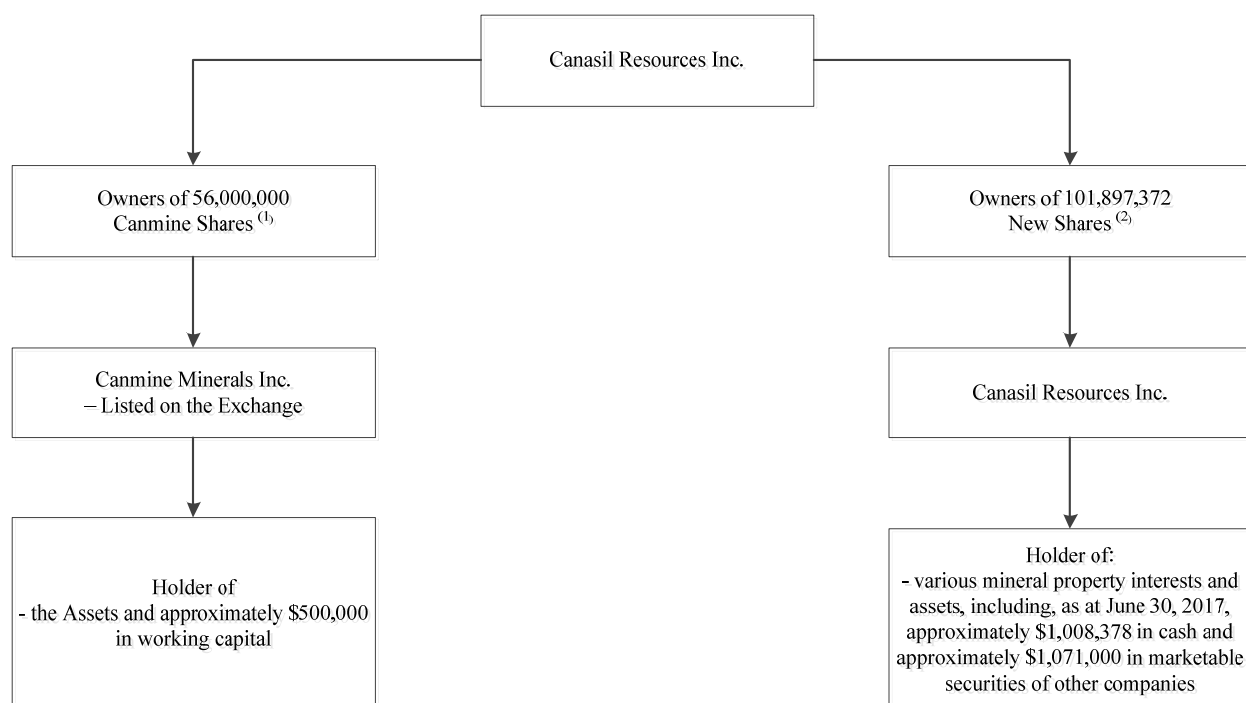 Canasil Resources Inc.
Owners of 56,000,000
Canmine Shares (1)
Owners of 101,897,372
New Shares (2)
Canmine Minerals Inc.
– Listed on the Exchange
Canasil Resources Inc.
Holder of
- the Assets and approximately $500,000
in working capital
Holder of:
- various mineral property interests and
assets, including, as at June 30, 2017,
approximately $1,008,378 in cash and
approximately $1,071,000 in marketable
securities of other companies